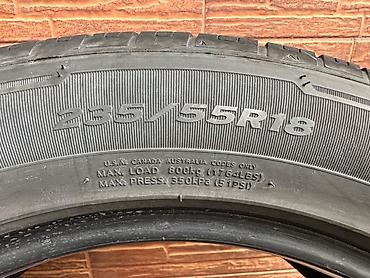 235/55R18
U.S.A. CANADA AUSTRALIA CODES ONLY
MAX. LOAD 800kg (1764LBS)
MAX. PRESS. 350kPa (51PSI)